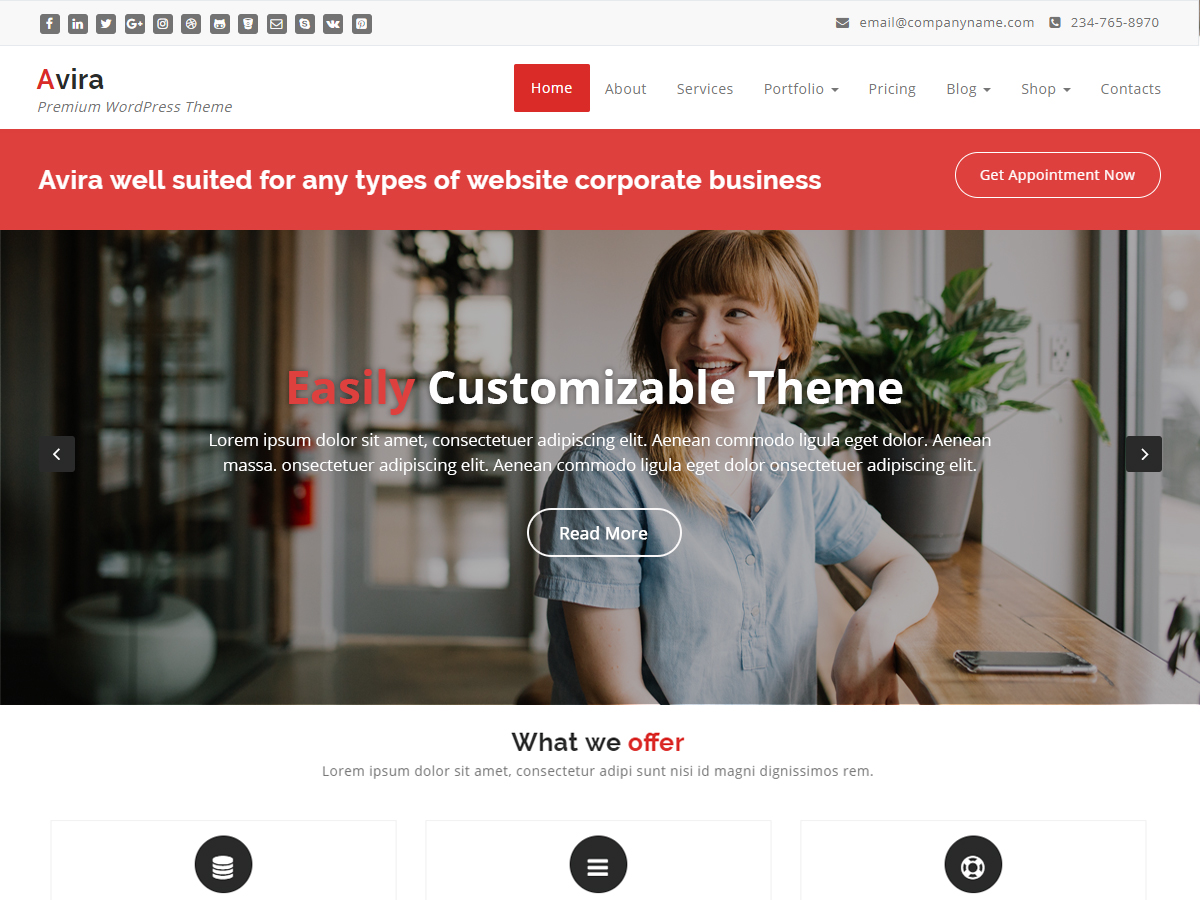 email@companyname.com 234-765-8970
Avira
Premium WordPress Theme
Home About Services Portfolio Pricing Blog Shop Contacts
Avira well suited for any types of website corporate business
Get Appointment Now
Easily Customizable Theme
Lorem ipsum dolor sit amet, consectetuer adipiscing elit. Aenean commodo ligula eget dolor. Aenean
massa. onsectetuer adipiscing elit. Aenean commodo ligula eget dolor onsectetuer adipiscing elit.
Read More
What we offer
Lorem ipsum dolor sit amet, consectetur adipi sunt nisi id magni dignissimos rem.